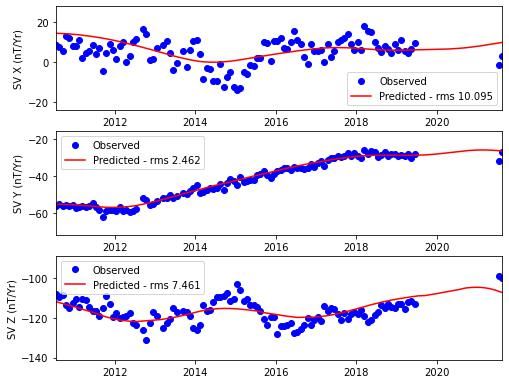 SV X (nT/Yr)
20
0
−20
Observed
Predicted - rms 10.095
2012
2014
2016
2018
2020
SV Y (nT/Yr)
−20
−40
−60
Observed
Predicted - rms 2.462
2012
2014
2016
2018
2020
SV Z (nT/Yr)
−100
−120
−140
Observed
Predicted - rms 7.461
2012
2014
2016
2018
2020